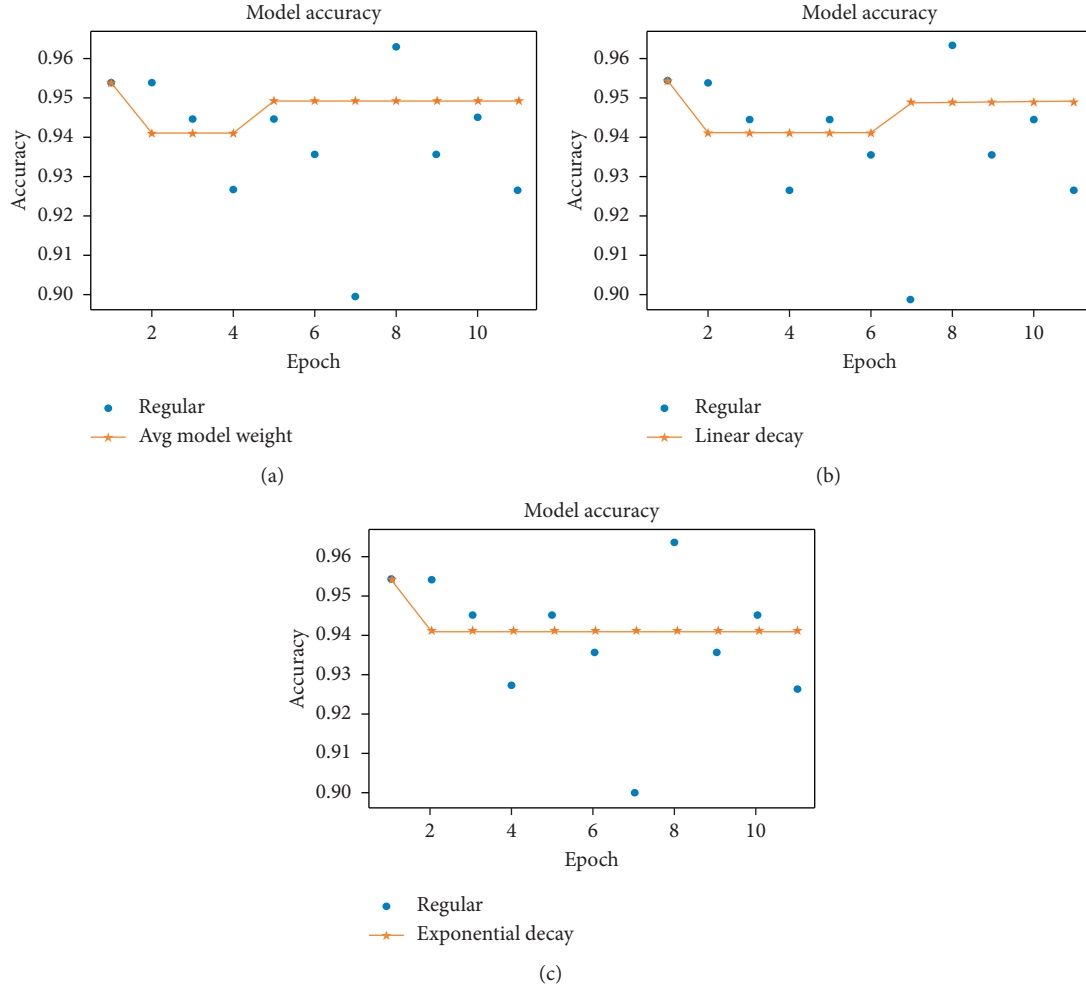 Model accuracy
0.96
0.95
0.94
0.93
0.92
0.91
0.90
Accuracy
2 4 6 8 10
Epoch
Regular
Avg model weight
(a)
Model accuracy
0.96
0.95
0.94
0.93
0.92
0.91
0.90
Accuracy
2 4 6 8 10
Epoch
Regular
Linear decay
(b)
Model accuracy
0.96
0.95
0.94
0.93
0.92
0.91
0.90
Accuracy
2 4 6 8 10
Epoch
Regular
Exponential decay
(c)